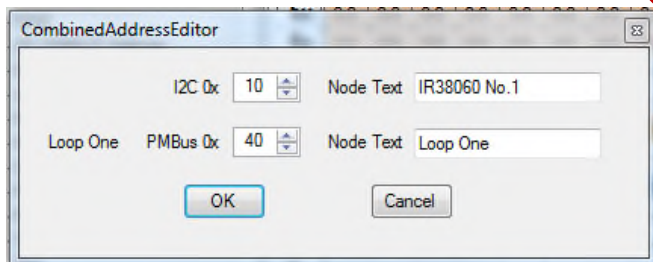 CombinedAddressEditor
I2C 0x 10 Node Text IR38060 No.1
Loop One PMBus 0x 40 Node Text Loop One
OK Cancel